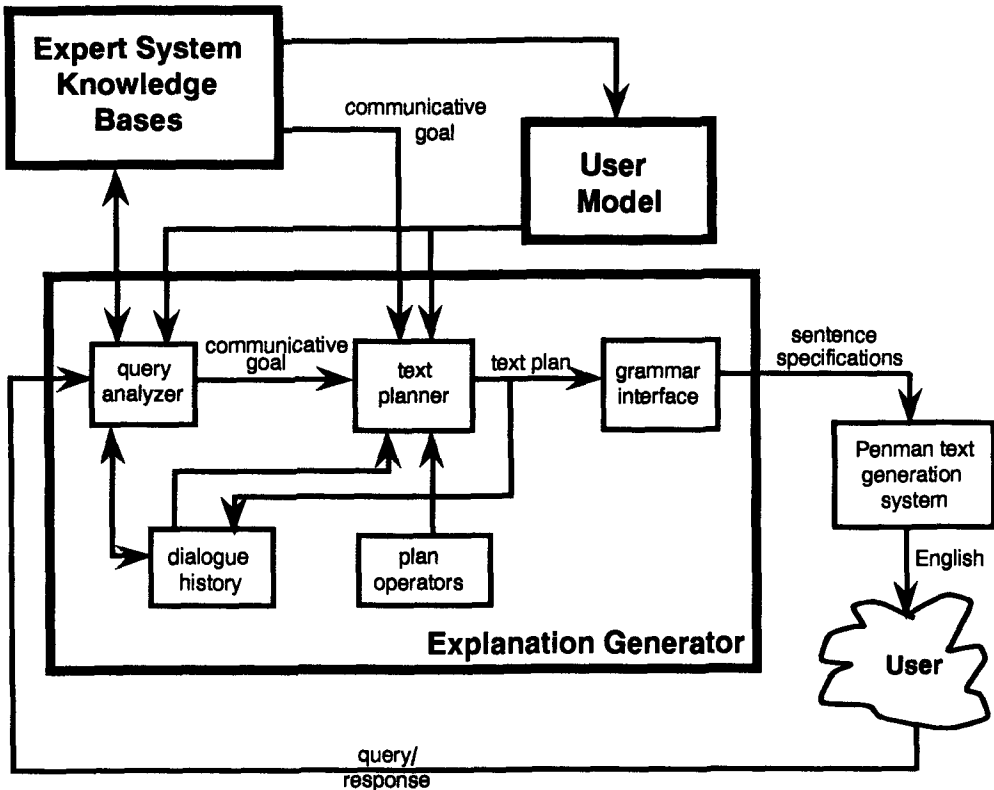 Expert System
Knowledge
Bases
communicative
goal
User
Model
query
analyzer
communicative
goal
text
planner
text plan
grammar
interface
sentence
specifications
Penman text
generation
system
dialogue
history
plan
operators
English
Explanation Generator
User
query/
response